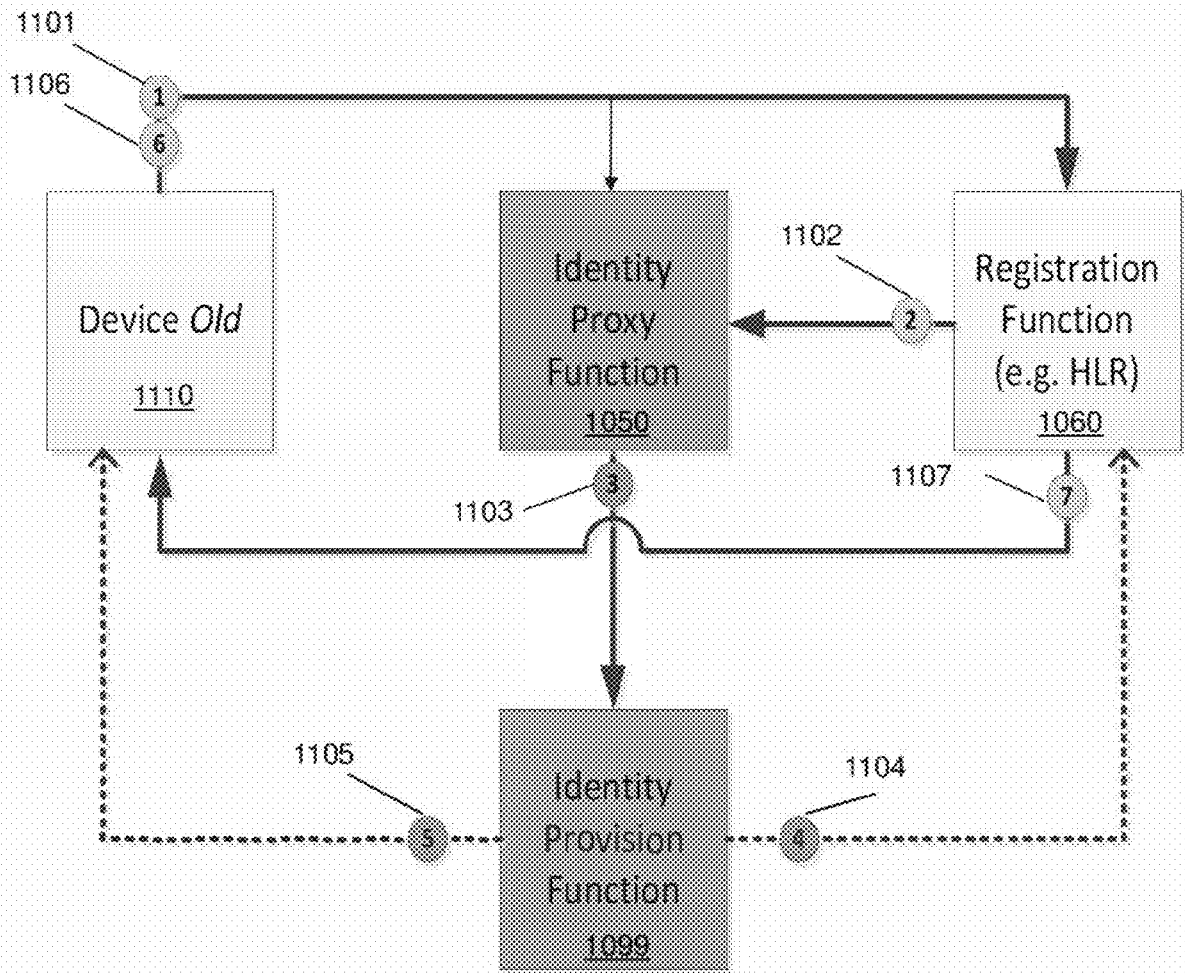 1101
1106
1
6
Device Old
1110
Identity
Proxy
Function
1050
1102
2
Registration
Function
(e.g. HLR)
1060
1103
3
1107
7
1105
5
1104
4
Identity
Provision
Function
1099